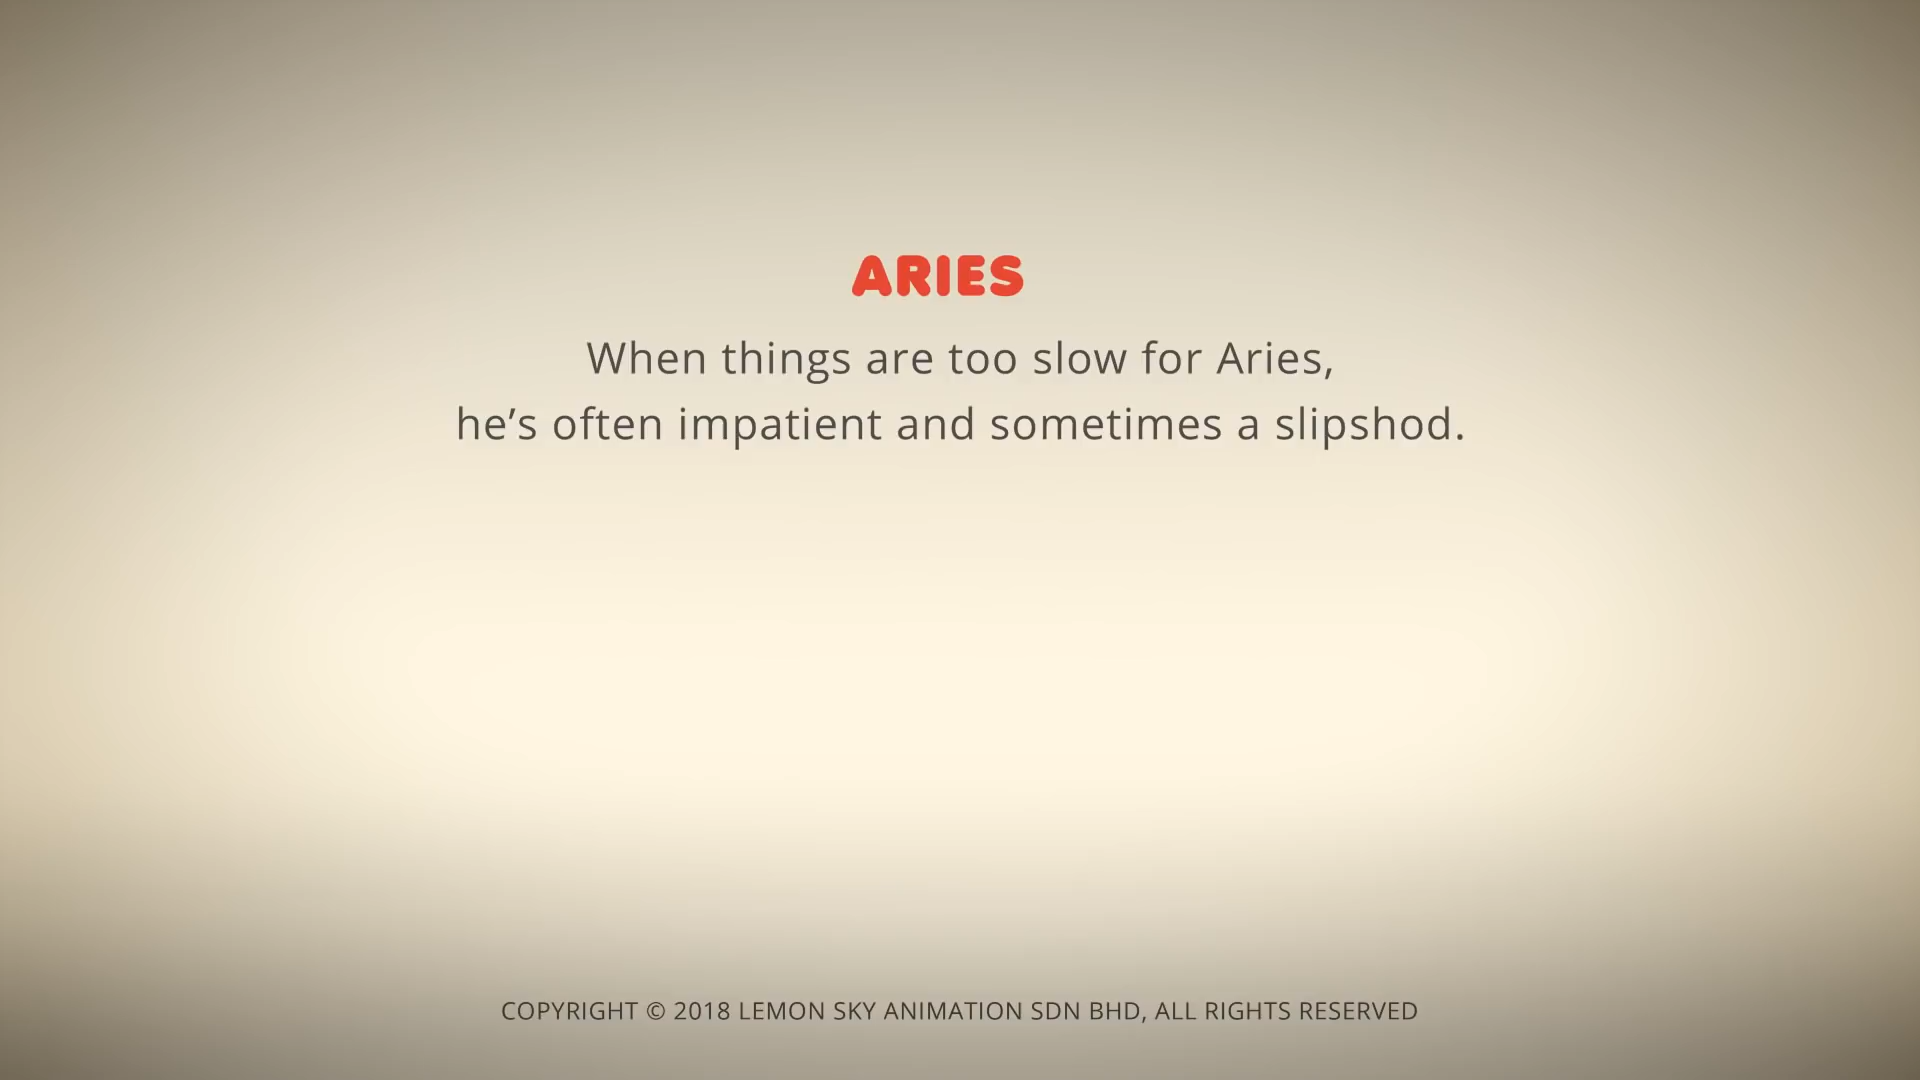 ARIES
When things are too slow for Aries,
he’s often impatient and sometimes a slipshod.
COPYRIGHT © 2018 LEMON SKY ANIMATION SDN BHD, ALL RIGHTS RESERVED